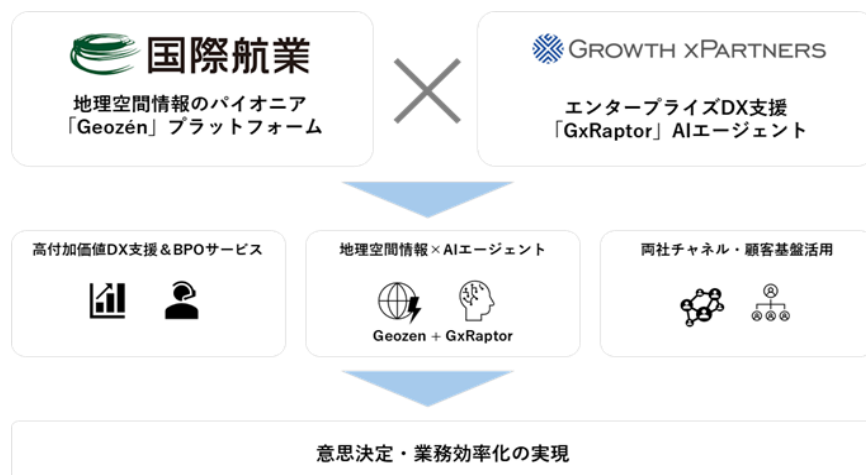 国際航業
地理空間情報のパイオニア
「Geozén」プラットフォーム
GROWTH XPARTNERS
エンタープライズDX支援
「GxRaptor」AIエージェント
高付加価値DX支援&BPOサービス
地理空間情報×AIエージェント
Geozen + GxRaptor
両社チャネル・顧客基盤活用
意思決定・業務効率化の実現